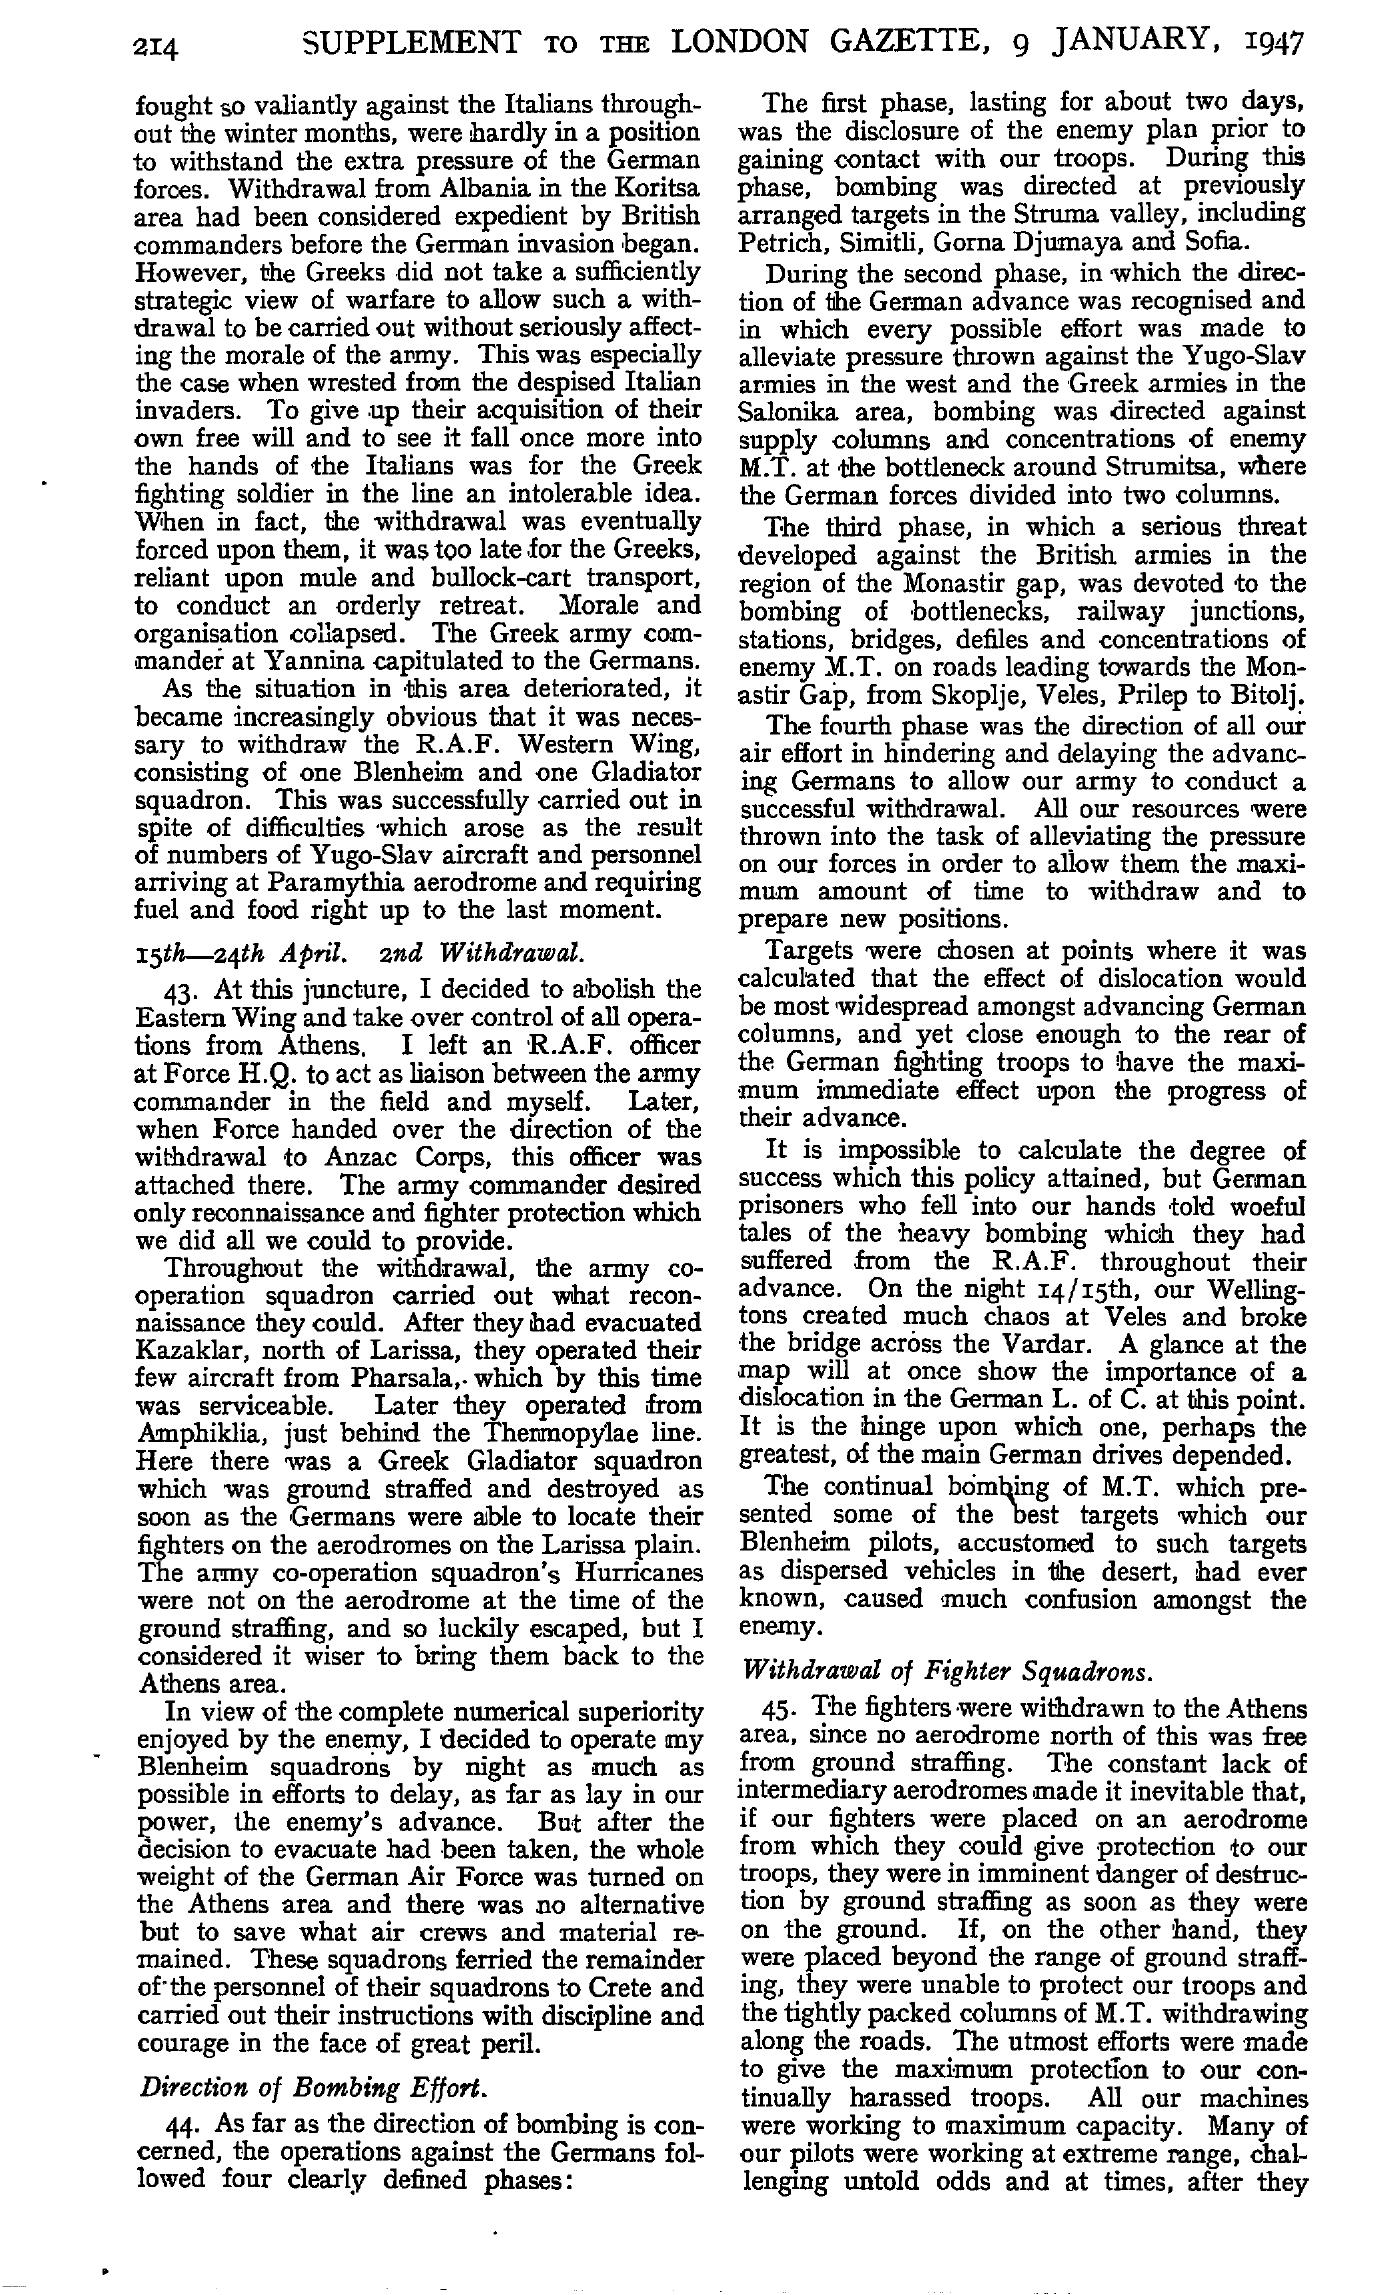 214 SUPPLEMENT TO THE LONDON GAZETTE, 9 JANUARY, 1947
fought so valiantly against the Italians through-
out the winter months, were hardly in a position
to withstand the extra pressure of the German
forces. Withdrawal from Albania in the Koritsa
area had been considered expedient by British
commanders before the German invasion began.
However, the Greeks did not take a sufficiently
strategic view of warfare to allow such a with-
drawal to be carried out without seriously affect-
ing the morale of the army. This was especially
the case when wrested from the despised Italian
invaders. To give up their acquisition of their
own free will and to see it fall once more into
the hands of the Italians was for the Greek
fighting soldier in the line an intolerable idea.
When in fact, the withdrawal was eventually
forced upon them, it was too late for the Greeks,
reliant upon mule and bullock-cart transport,
to conduct an orderly retreat. Morale and
organisation collapsed. The Greek army com-
mander at Yannina capitulated to the Germans.
As the situation in this area deteriorated, it
became increasingly obvious that it was neces-
sary to withdraw the R.A.F. Western Wing,
consisting of one Blenheim and one Gladiator
squadron. This was successfully carried out in
spite of difficulties which arose as the result
of numbers of Yugo-Slav aircraft and personnel
arriving at Paramythia aerodrome and requiring
fuel and food right up to the last moment.
15th—24th April. 2nd Withdrawal.
43. At this juncture, I decided to abolish the
Eastern Wing and take over control of all opera-
tions from Athens. I left an R.A.F. officer
at Force H.Q. to act as liaison between the army
commander in the field and myself. Later,
when Force handed over the direction of the
withdrawal to Anzac Corps, this officer was
attached there. The army commander desired
only reconnaissance and fighter protection which
we did all we could to provide.
Throughout the withdrawal, the army co-
operation squadron carried out what recon-
naissance they could. After they had evacuated
Kazaklar, north of Larissa, they operated their
few aircraft from Pharsala, which by this time
was serviceable. Later they operated from
Amphiklia, just behind the Thermopylae line.
Here there was a Greek Gladiator squadron
which was ground straffed and destroyed as
soon as the Germans were able to locate their
fighters on the aerodromes on the Larissa plain.
The army co-operation squadron's Hurricanes
were not on the aerodrome at the time of the
ground straffing, and so luckily escaped, but I
considered it wiser to bring them back to the
Athens area.
In view of the complete numerical superiority
enjoyed by the enemy, I decided to operate my
Blenheim squadrons by night as much as
possible in efforts to delay, as far as lay in our
power, the enemy's advance. But after the
decision to evacuate had been taken, the whole
weight of the German Air Force was turned on
the Athens area and there was no alternative
but to save what air crews and material re-
mained. These squadrons ferried the remainder
of the personnel of their squadrons to Crete and
carried out their instructions with discipline and
courage in the face of great peril.
Direction of Bombing Effort.
44. As far as the direction of bombing is con-
cerned, the operations against the Germans fol-
lowed four clearly defined phases:
The first phase, lasting for about two days,
was the disclosure of the enemy plan prior to
gaining contact with our troops. During this
phase, bombing was directed at previously
arranged targets in the Struma valley, including
Petrich, Simitli, Gorna Djumaya and Sofia.
During the second phase, in which the direc-
tion of the German advance was recognised and
in which every possible effort was made to
alleviate pressure thrown against the Yugo-Slav
armies in the west and the Greek armies in the
Salonika area, bombing was directed against
supply columns and concentrations of enemy
M.T. at the bottleneck around Strumitsa, where
the German forces divided into two columns.
The third phase, in which a serious threat
developed against the British armies in the
region of the Monastir gap, was devoted to the
bombing of bottlenecks, railway junctions,
stations, bridges, defiles and concentrations of
enemy M.T. on roads leading towards the Mon-
astir Gap, from Skoplje, Veles, Prilep to Bitolj.
The fourth phase was the direction of all our
air effort in hindering and delaying the advanc-
ing Germans to allow our army to conduct a
successful withdrawal. All our resources were
thrown into the task of alleviating the pressure
on our forces in order to allow them the maxi-
mum amount of time to withdraw and to
prepare new positions.
Targets were chosen at points where it was
calculated that the effect of dislocation would
be most widespread amongst advancing German
columns, and yet close enough to the rear of
the German fighting troops to have the maxi-
mum immediate effect upon the progress of
their advance.
It is impossible to calculate the degree of
success which this policy attained, but German
prisoners who fell into our hands told woeful
tales of the heavy bombing which they had
suffered from the R.A.F. throughout their
advance. On the night 14/15th, our Welling-
tons created much chaos at Veles and broke
the bridge across the Vardar. A glance at the
map will at once show the importance of a
dislocation in the German L. of C. at this point.
It is the hinge upon which one, perhaps the
greatest, of the main German drives depended.
The continual bombing of M.T. which pre-
sented some of the best targets which our
Blenheim pilots, accustomed to such targets
as dispersed vehicles in the desert, had ever
known, caused much confusion amongst the
enemy.
Withdrawal of Fighter Squadrons.
45. The fighters were withdrawn to the Athens
area, since no aerodrome north of this was free
from ground straffing. The constant lack of
intermediary aerodromes made it inevitable that,
if our fighters were placed on an aerodrome
from which they could give protection to our
troops, they were in imminent danger of destruc-
tion by ground straffing as soon as they were
on the ground. If, on the other hand, they
were placed beyond the range of ground straff-
ing, they were unable to protect our troops and
the tightly packed columns of M.T. withdrawing
along the roads. The utmost efforts were made
to give the maximum protection to our con-
tinually harassed troops. All our machines
were working to maximum capacity. Many of
our pilots were working at extreme range, chal-
lenging untold odds and at times, after they